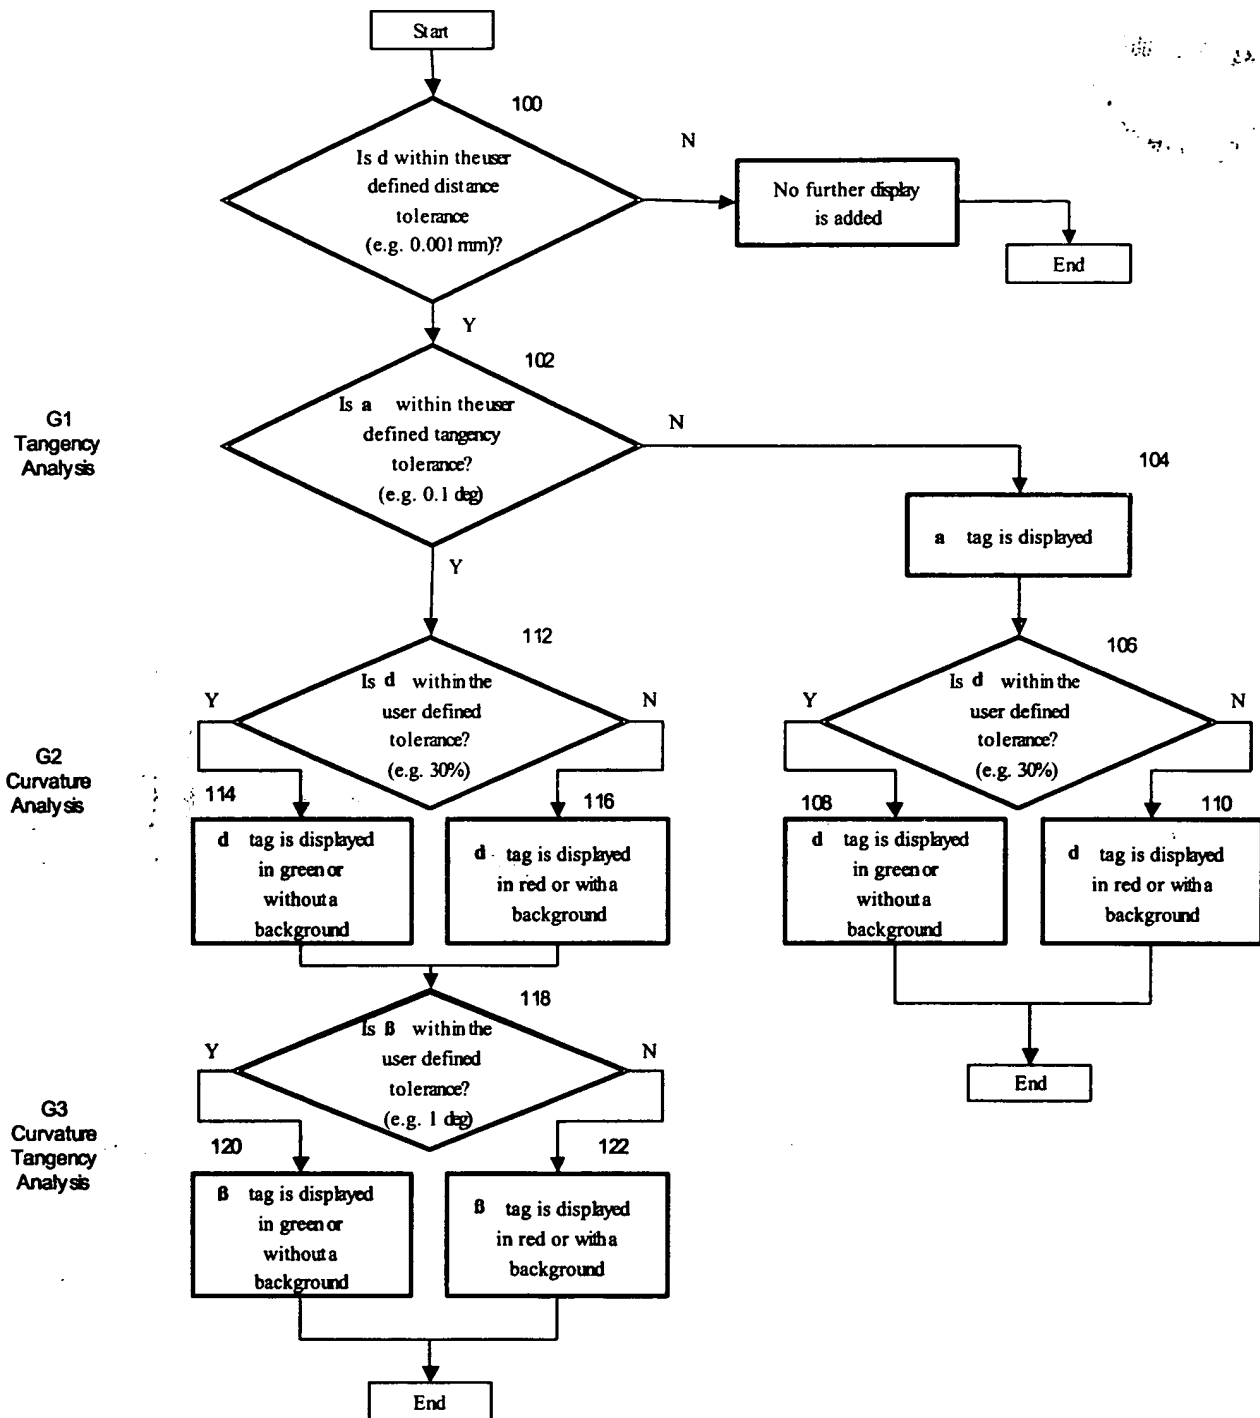 Start
100
Is d within the user
defined distance
tolerance
(e.g. 0.001 mm)?
N
No further display
is added
End
Y
102
G1
Tangency
Analysis
Is a within the user
defined tangency
tolerance?
(e.g. 0.1 deg)
N
104
a tag is displayed
Y
112
106
G2
Curvature
Analysis
Y
Is d within the
user defined
tolerance?
(e.g. 30%)
N
Y
Is d within the
user defined
tolerance?
(e.g. 30%)
N
114
d tag is displayed
in green or
without a
background
116
d tag is displayed
in red or with a
background
108
d tag is displayed
in green or
without a
background
110
d tag is displayed
in red or with a
background
118
Y
Is ß within the
user defined
tolerance?
(e.g. 1 deg)
N
End
G3
Curvature
Tangency
Analysis
120
ß tag is displayed
in green or
without a
background
122
ß tag is displayed
in red or with a
background
End